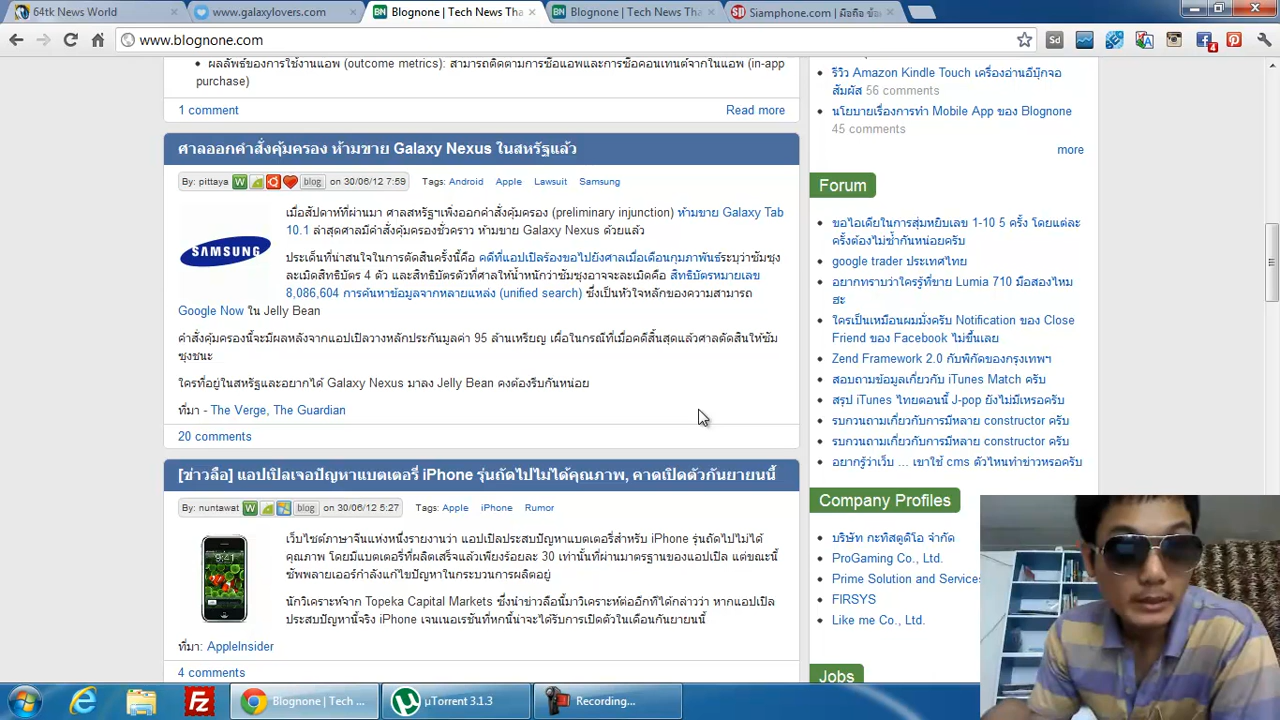 64tk News World
www.galaxylovers.com
Blognone | Tech News Tha
Blognone | Tech News Tha
Siamphone.com | มือถือ ข้อ
www.blognone.com
ผลลัพธ์ของการใช้งานแอพ (outcome metrics): สามารถติดตามการซื้อแอพและการซื้อคอนเทนต์จากในแอพ (in-app
purchase)
1 comment
Read more
ศาลออกคำสั่งคุ้มครอง ห้ามขาย Galaxy Nexus ในสหรัฐแล้ว
By: pittaya W blog on 30/06/12 7:59 Tags: Android Apple Lawsuit Samsung
SAMSUNG
เมื่อสัปดาห์ที่ผ่านมา ศาลสหรัฐฯเพิ่งออกคำสั่งคุ้มครอง (preliminary injunction) ห้ามขาย Galaxy Tab
10.1 ล่าสุดศาลมีคำสั่งคุ้มครองชั่วคราว ห้ามขาย Galaxy Nexus ด้วยแล้ว
ประเด็นที่น่าสนใจในการตัดสินครั้งนี้คือ คดีที่แอปเปิลร้องขอไปยังศาลเมื่อเดือนกุมภาพันธ์ระบุว่าซัมซุง
ละเมิดสิทธิบัตร 4 ตัว และสิทธิบัตรตัวที่ศาลให้น้ำหนักว่าซัมซุงอาจจะละเมิดคือ สิทธิบัตรหมายเลข
8,086,604 การค้นหาข้อมูลจากหลายแหล่ง (unified search) ซึ่งเป็นหัวใจหลักของความสามารถ
Google Now ใน Jelly Bean
คำสั่งคุ้มครองนี้จะมีผลหลังจากแอปเปิลวางหลักประกันมูลค่า 95 ล้านเหรียญ เผื่อในกรณีที่เมื่อคดีสิ้นสุดแล้วศาลตัดสินให้ซัม
ซุงชนะ
ใครที่อยู่ในสหรัฐและอยากได้ Galaxy Nexus มาลง Jelly Bean คงต้องรีบกันหน่อย
ที่มา - The Verge, The Guardian
20 comments
[ข่าวลือ] แอปเปิลเจอปัญหาแบตเตอรี่ iPhone รุ่นถัดไปไม่ได้คุณภาพ, คาดเปิดตัวกันยายนนี้
By: nuntawat W blog on 30/06/12 5:27 Tags: Apple iPhone Rumor
9:41
เว็บไซต์ภาษาจีนแห่งหนึ่งรายงานว่า แอปเปิลประสบปัญหาแบตเตอรี่สำหรับ iPhone รุ่นถัดไปไม่ได้
คุณภาพ โดยมีแบตเตอรี่ที่ผลิตเสร็จแล้วเพียงร้อยละ 30 เท่านั้นที่ผ่านมาตรฐานของแอปเปิล แต่ขณะนี้
ซัพพลายเออร์กำลังแก้ไขปัญหาในกระบวนการผลิตอยู่
นักวิเคราะห์จาก Topeka Capital Markets ซึ่งนำข่าวลือนี้มาวิเคราะห์ต่ออีกทีได้กล่าวว่า หากแอปเปิล
ประสบปัญหานี้จริง iPhone เจนเนอเรชันที่หกนี้น่าจะได้รับการเปิดตัวในเดือนกันยายนนี้
ที่มา: AppleInsider
4 comments
รีวิว Amazon Kindle Touch เครื่องอ่านอีบุ๊กจอ
สัมผัส 56 comments
นโยบายเรื่องการทำ Mobile App ของ Blognone
45 comments
more
Forum
ขอไอเดียในการสุ่มหยิบเลข 1-10 5 ครั้ง โดยแต่ละ
ครั้งต้องไม่ซ้ำกันหน่อยครับ
google trader ประเทศไทย
อยากทราบว่าใครรู้ที่ขาย Lumia 710 มือสองไหม
ฮะ
ใครเป็นเหมือนผมมั่งครับ Notification ของ Close
Friend ของ Facebook ไม่ขึ้นเลย
Zend Framework 2.0 กับพิกัดของกรุงเทพฯ
สอบถามข้อมูลเกี่ยวกับ iTunes Match ครับ
สรุป iTunes ไทยตอนนี้ J-pop ยังไม่มีเหรอครับ
รบกวนถามเกี่ยวกับการมีหลาย constructor ครับ
รบกวนถามเกี่ยวกับการมีหลาย constructor ครับ
อยากรู้ว่าเว็บ ... เขาใช้ cms ตัวไหนทำข่าวหรอครับ
Company Profiles
บริษัท กะทิสตูดิโอ จำกัด
ProGaming Co., Ltd.
Prime Solution and Services
FIRSYS
Like me Co., Ltd.
Jobs
Blognone | Tech ...
µTorrent 3.1.3
Recording...